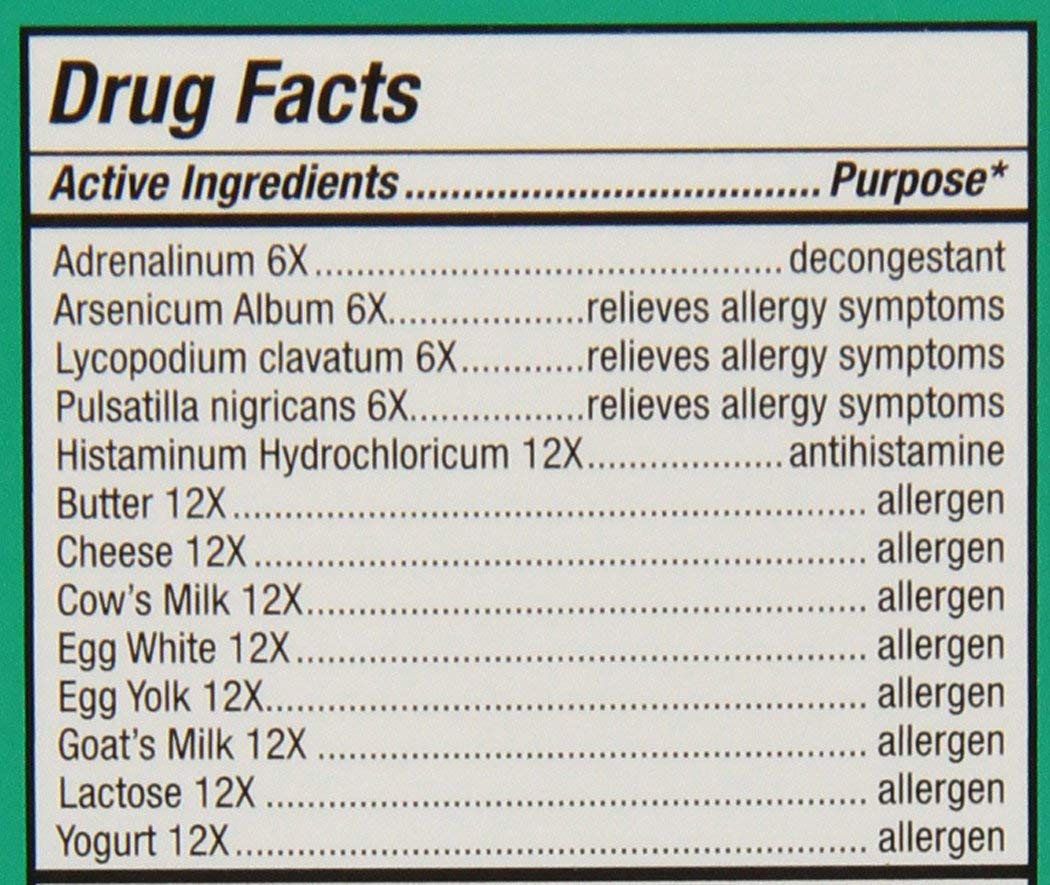 Drug Facts
Active Ingredients.................................... Purpose*
Adrenalinum 6X............................................. decongestant
Arsenicum Album 6X...................relieves allergy symptoms
Lycopodium clavatum 6X............relieves allergy symptoms
Pulsatilla nigricans 6X.................relieves allergy symptoms
Histaminum Hydrochloricum 12X................... antihistamine
Butter 12X............................................................. allergen
Cheese 12X........................................................... allergen
Cow's Milk 12X...................................................... allergen
Egg White 12X....................................................... allergen
Egg Yolk 12X.......................................................... allergen
Goat's Milk 12X ..................................................... allergen
Lactose 12X .......................................................... allergen
Yogurt 12X............................................................. allergen